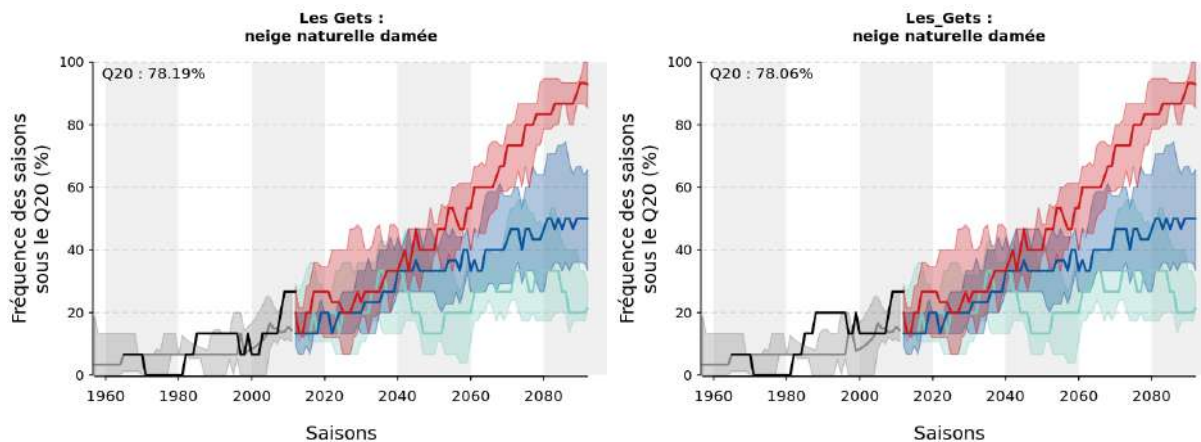 Les Gets :
neige naturelle damée
Q20 : 78.19%
Fréquence des saisons
sous le Q20 (%)
100
80
60
40
20
0
1960 1980 2000 2020 2040 2060 2080
Saisons
Les_Gets :
neige naturelle damée
Q20 : 78.06%
Fréquence des saisons
sous le Q20 (%)
100
80
60
40
20
0
1960 1980 2000 2020 2040 2060 2080
Saisons